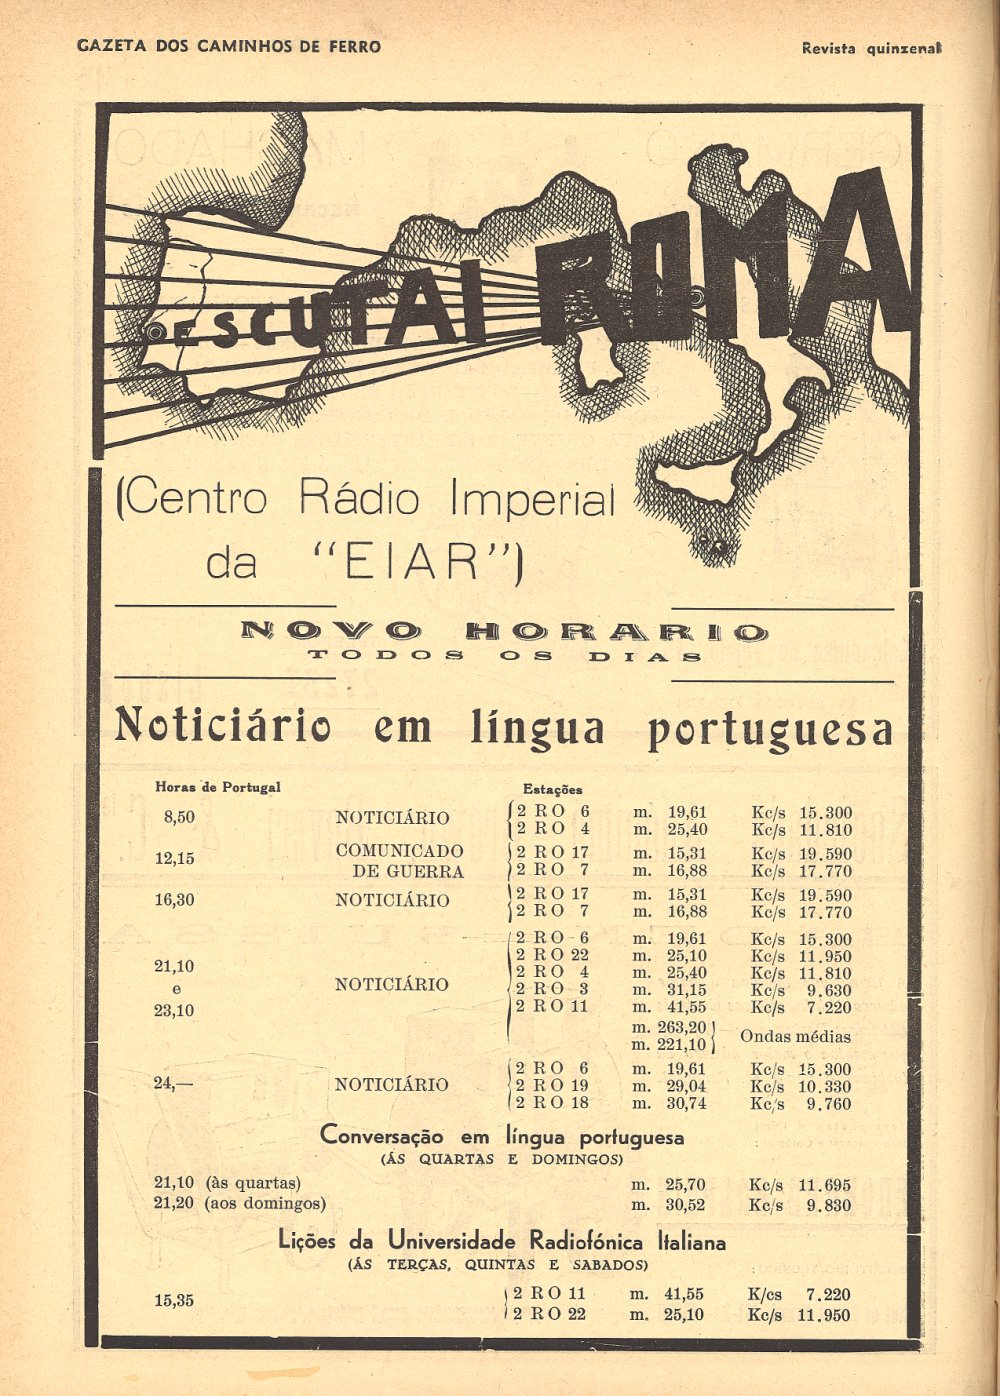 GAZETA DOS CAMINHOS DE FERRO Revista quinzenal
ESCUTAI ROMA
(Centro Rádio Imperial
da "EIAR")
NOVO HORARIO
TODOS OS DIAS
Noticiário em língua portuguesa
Horas de Portugal Estações
8,50 NOTICIÁRIO 2 RO 6 m. 19,61 Kc/s 15.300
2 RO 4 m. 25,40 Kc/s 11.810
12,15 COMUNICADO DE GUERRA 2 RO 17 m. 15,31 Kc/s 19.590
2 RO 7 m. 16,88 Kc/s 17.770
16,30 NOTICIÁRIO 2 RO 17 m. 15,31 Kc/s 19.590
2 RO 7 m. 16,88 Kc/s 17.770
21,10 e 23,10 NOTICIÁRIO 2 RO 6 m. 19,61 Kc/s 15.300
2 RO 22 m. 25,10 Kc/s 11.950
2 RO 4 m. 25,40 Kc/s 11.810
2 RO 3 m. 31,15 Kc/s 9.630
2 RO 11 m. 41,55 Kc/s 7.220
m. 263,20
m. 221,10 Ondas médias
24,— NOTICIÁRIO 2 RO 6 m. 19,61 Kc/s 15.300
2 RO 19 m. 29,04 Kc/s 10.330
2 RO 18 m. 30,74 Kc/s 9.760
Conversação em língua portuguesa
(ÁS QUARTAS E DOMINGOS)
21,10 (às quartas) m. 25,70 Kc/s 11.695
21,20 (aos domingos) m. 30,52 Kc/s 9.830
Lições da Universidade Radiofónica Italiana
(ÁS TERÇAS, QUINTAS E SABADOS)
15,35 2 RO 11 m. 41,55 K/cs 7.220
2 RO 22 m. 25,10 Kc/s 11.950